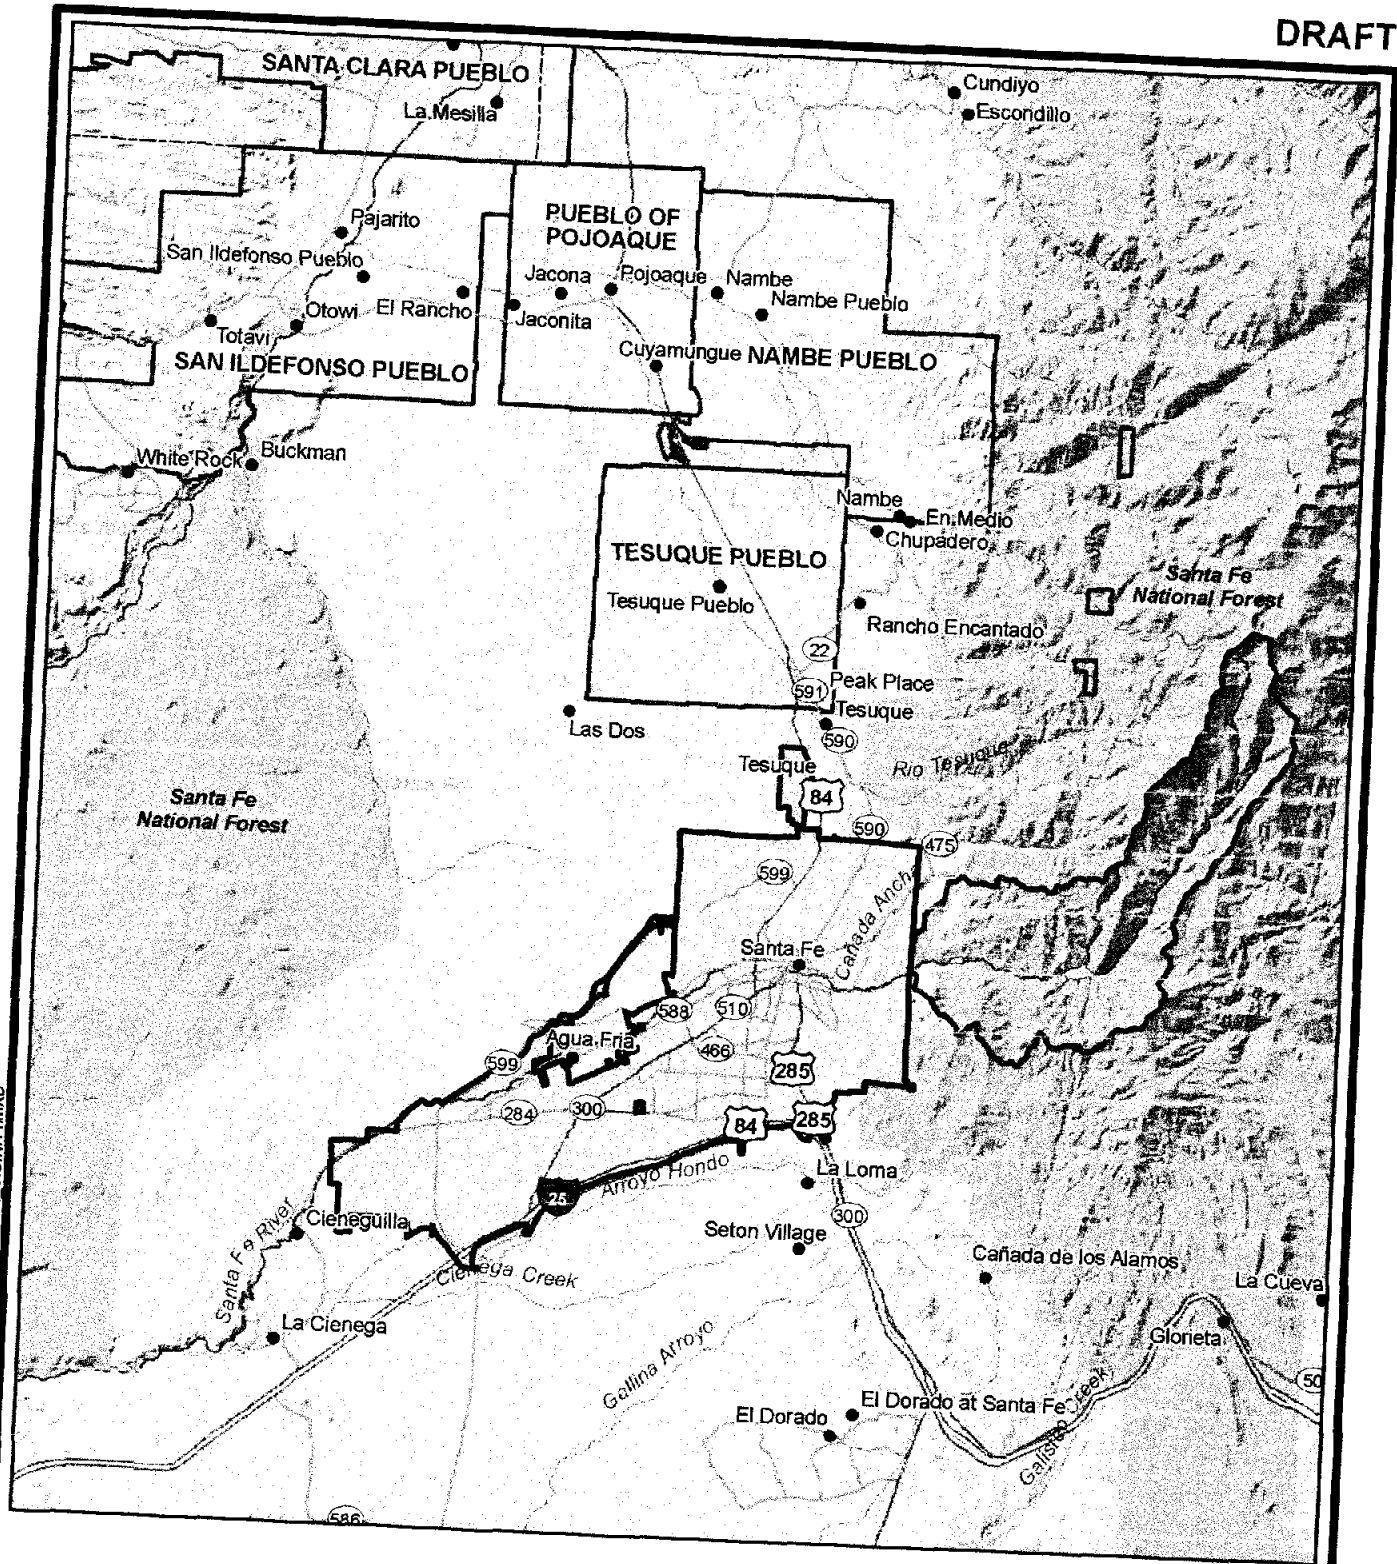 DRAFT
SANTA CLARA PUEBLO
La Mesilla
Cundiyo
Escondillo
PUEBLO OF
POJOAQUE
Pajarito
San Ildefonso Pueblo
Jacona
Pojoaque
Nambe
Nambe Pueblo
Otowi
El Rancho
Jaconita
Totavi
SAN ILDEFONSO PUEBLO
Cuyamungue
NAMBE PUEBLO
White Rock
Buckman
Nambe
En Medio
Chupadero
TESUQUE PUEBLO
Tesuque Pueblo
Santa Fe
National Forest
Rancho Encantado
22
591
Peak Place
Tesuque
Las Dos
590
Rio Tesuque
Tesuque
84
Santa Fe
National Forest
590
475
599
Cañada Ancha
Santa Fe
588
510
Agua Fria
466
599
285
284
300
84
285
Arroyo Hondo
La Loma
25
300
Cieneguilla
Seton Village
Santa Fe River
Cienega Creek
Cañada de los Alamos
La Cueva
La Cienega
Glorieta
Gallina Arroyo
50
El Dorado at Santa Fe
El Dorado
Galisteo Creek
586